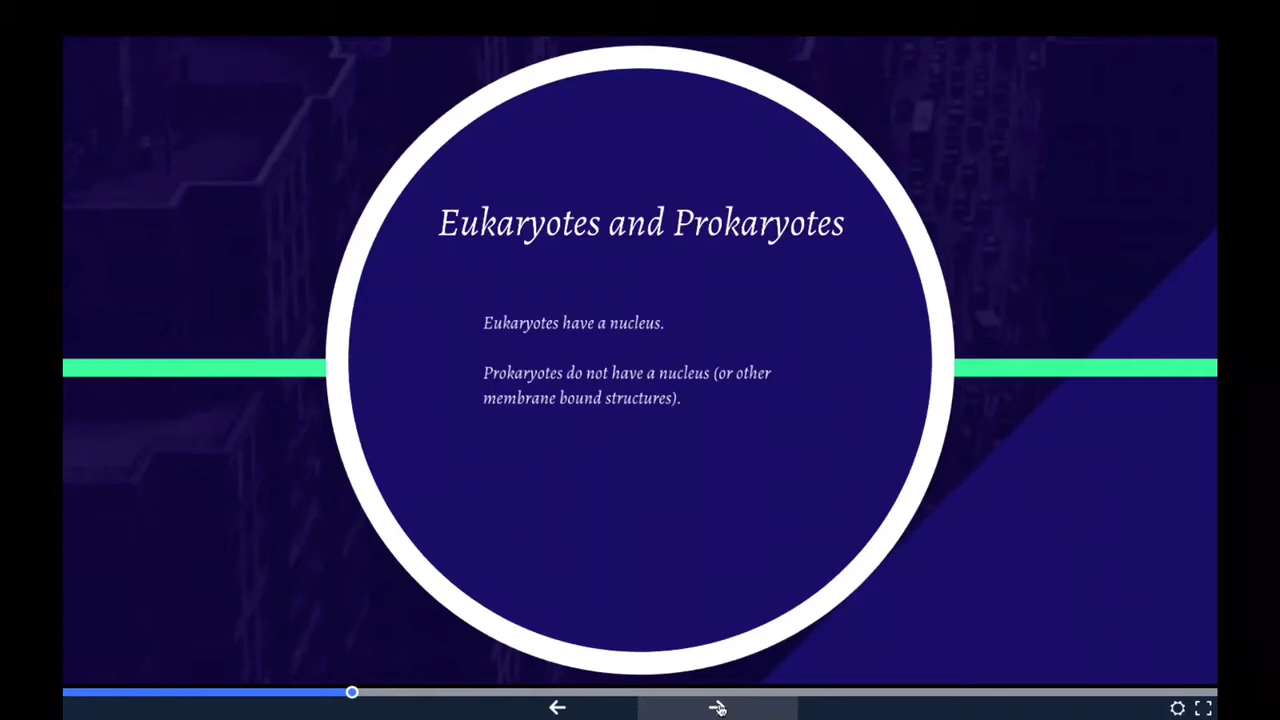 Eukaryotes and Prokaryotes
Eukaryotes have a nucleus.
Prokaryotes do not have a nucleus (or other
membrane bound structures).